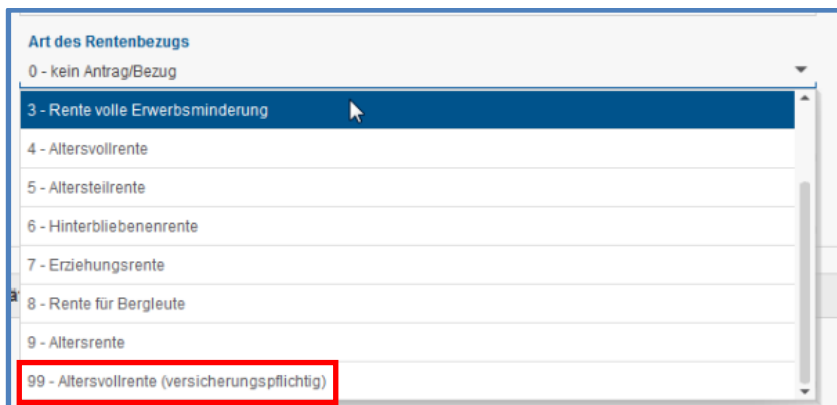 Art des Rentenbezugs
0 - kein Antrag/Bezug
3 - Rente volle Erwerbsminderung
4 - Altersvollrente
5 - Altersteilrente
6 - Hinterbliebenenrente
7 - Erziehungsrente
8 - Rente für Bergleute
9 - Altersrente
99 - Altersvollrente (versicherungspflichtig)